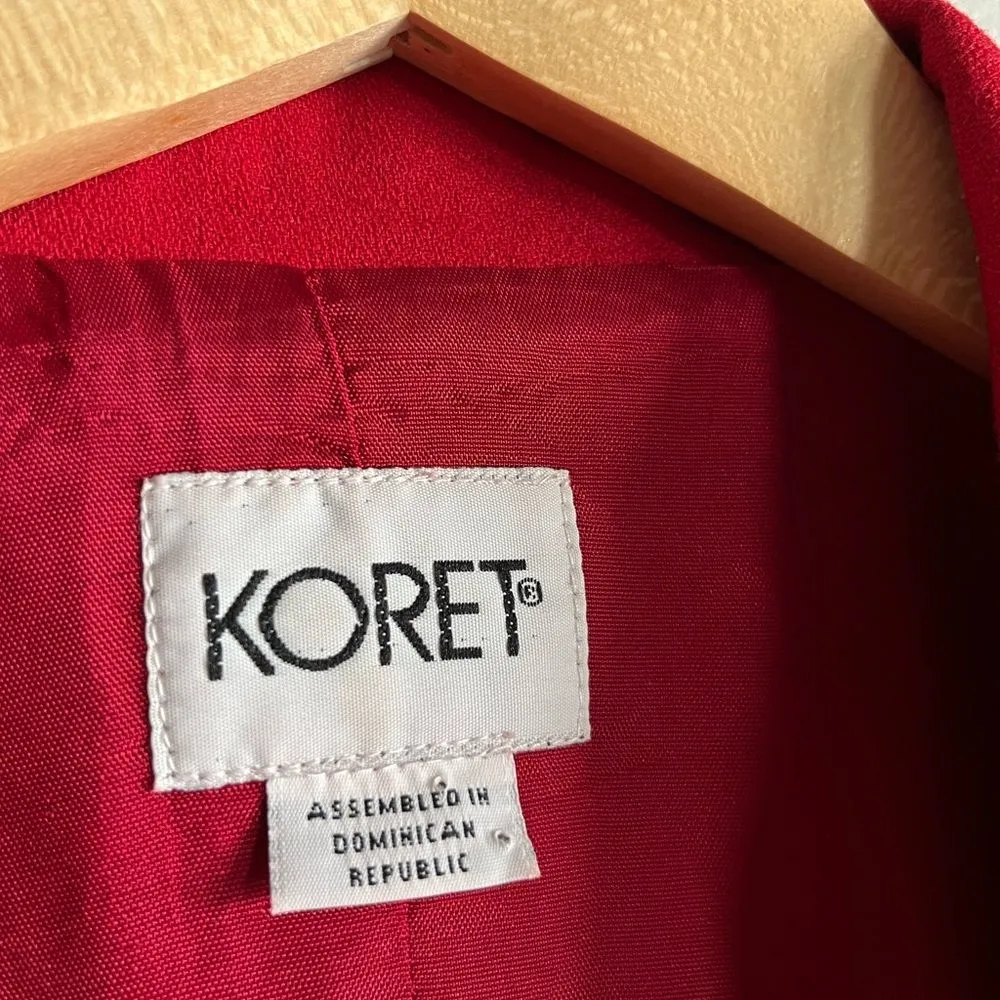 KORET®
ASSEMBLED IN
DOMINICAN
REPUBLIC